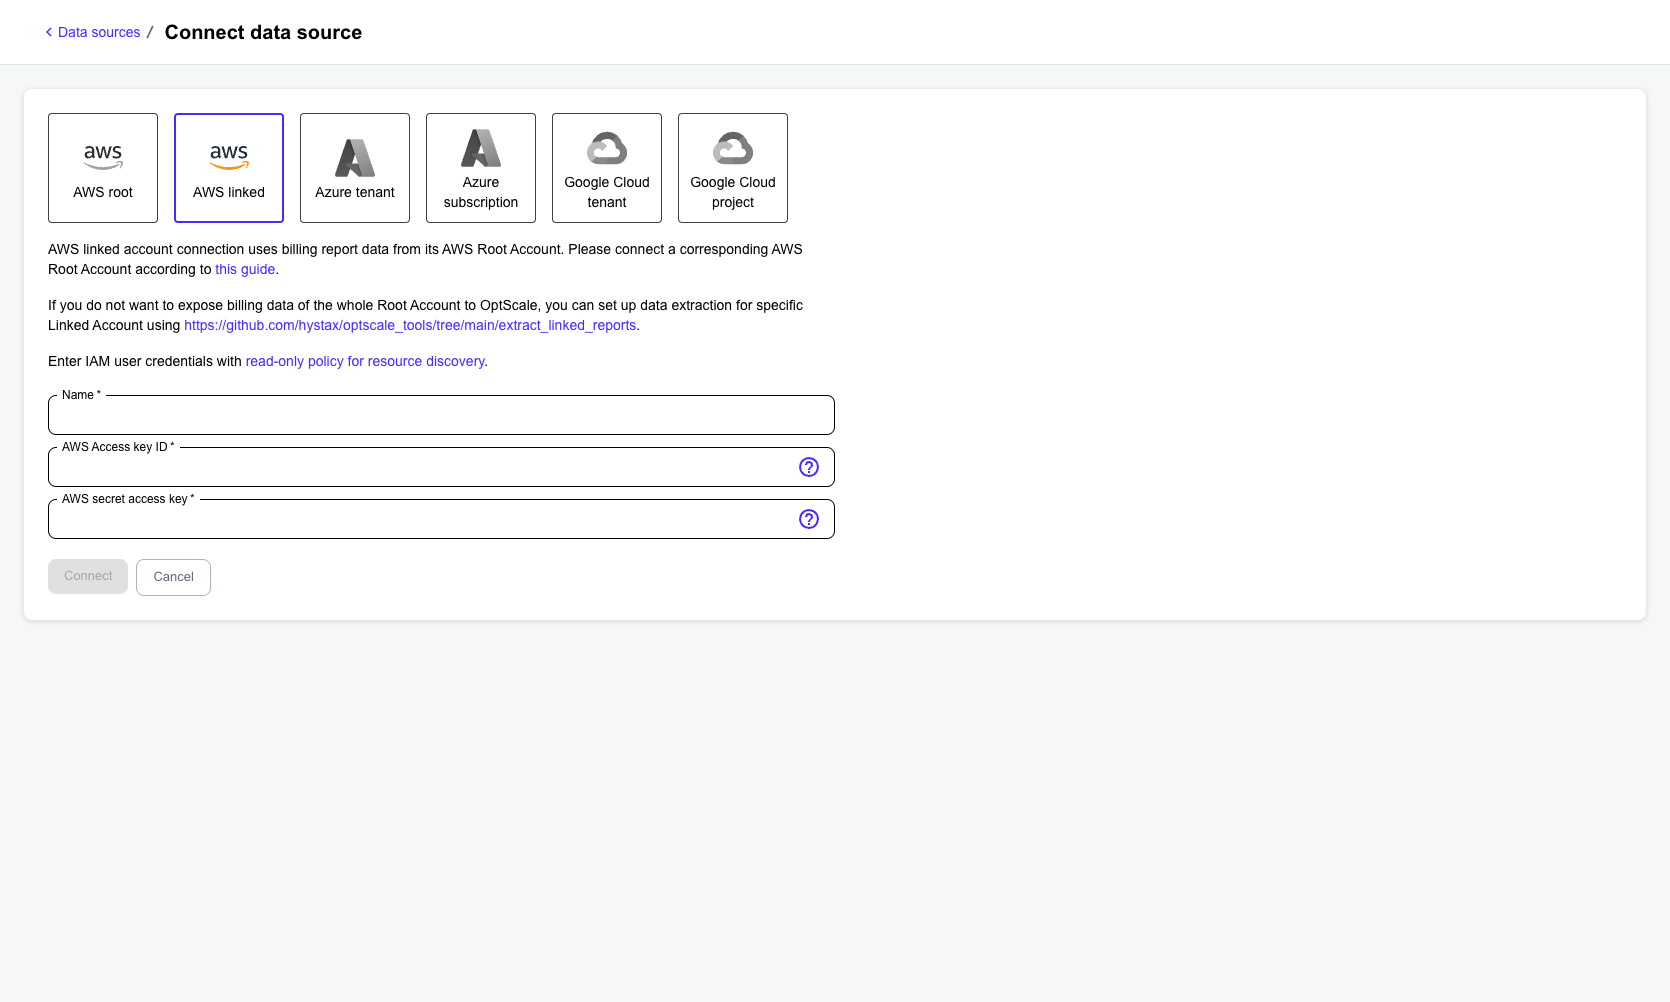 Data sources / Connect data source
aws
AWS root
aws
AWS linked
Azure tenant
Azure
subscription
Google Cloud
tenant
Google Cloud
project
AWS linked account connection uses billing report data from its AWS Root Account. Please connect a corresponding AWS
Root Account according to this guide.
If you do not want to expose billing data of the whole Root Account to OptScale, you can set up data extraction for specific
Linked Account using https://github.com/hystax/optscale_tools/tree/main/extract_linked_reports.
Enter IAM user credentials with read-only policy for resource discovery.
Name *
AWS Access key ID *
AWS secret access key *
Connect
Cancel